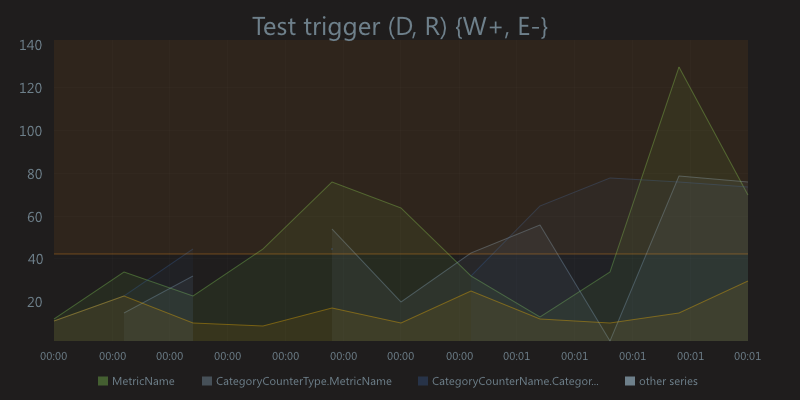 Test trigger (D, R) {W+, E-}
140
120
100
80
60
40
20
00:00 00:00 00:00 00:00 00:00 00:00 00:00 00:00 00:01 00:01 00:01 00:01 00:01
MetricName CategoryCounterType.MetricName CategoryCounterName.Categor... other series